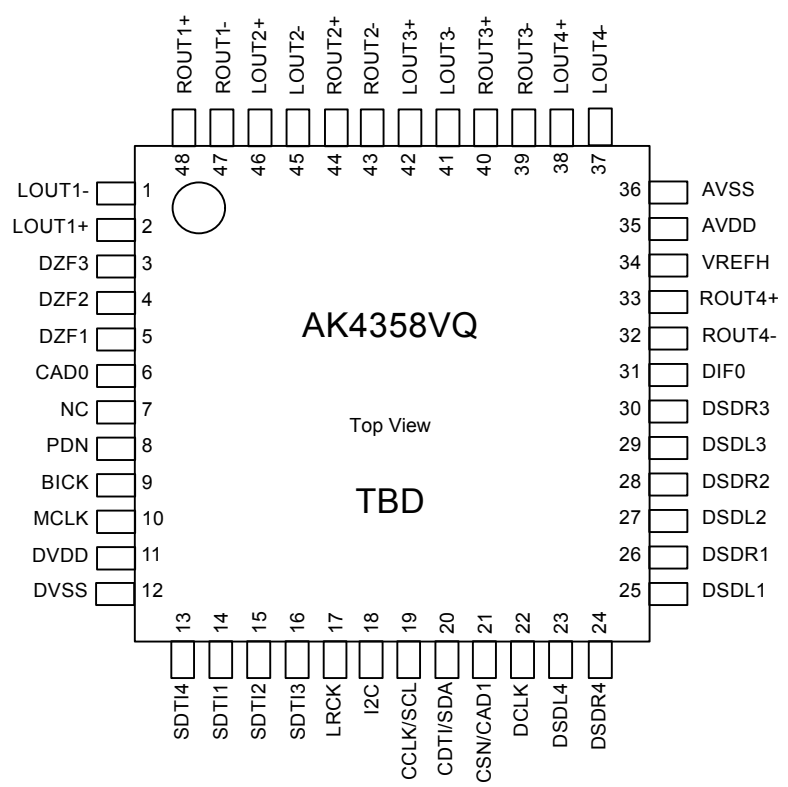 ROUT1+
ROUT1-
LOUT2+
LOUT2-
ROUT2+
ROUT2-
LOUT3+
LOUT3-
ROUT3+
ROUT3-
LOUT4+
LOUT4-
48
47
46
45
44
43
42
41
40
39
38
37
LOUT1- 1
LOUT1+ 2
DZF3 3
DZF2 4
DZF1 5
CAD0 6
NC 7
PDN 8
BICK 9
MCLK 10
DVDD 11
DVSS 12
AK4358VQ
Top View
TBD
36 AVSS
35 AVDD
34 VREFH
33 ROUT4+
32 ROUT4-
31 DIF0
30 DSDR3
29 DSDL3
28 DSDR2
27 DSDL2
26 DSDR1
25 DSDL1
13
14
15
16
17
18
19
20
21
22
23
24
SDTI4
SDTI1
SDTI2
SDTI3
LRCK
I2C
CCLK/SCL
CDTI/SDA
CSN/CAD1
DCLK
DSDL4
DSDR4